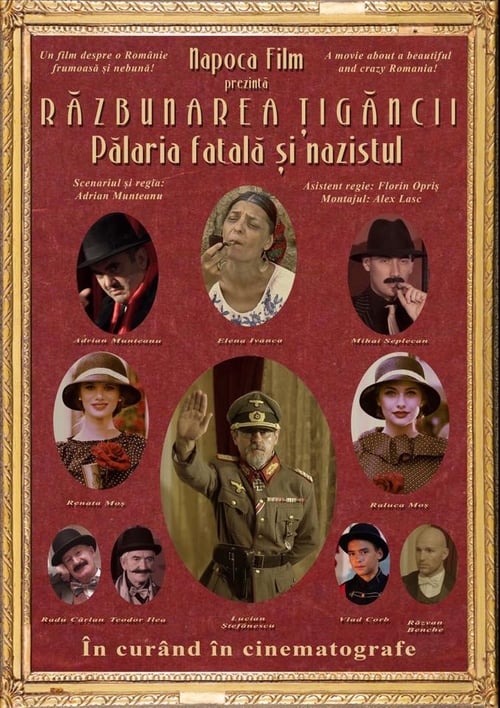 Un film despre o Românie
frumoasă și nebună!
Napoca Film
prezintă
A movie about a beautiful
and crazy Romania!
RĂZBUNAREA ȚIGĂNCII
Pălaria fatală și nazistul
Scenariul și regia:
Adrian Munteanu
Asistent regie: Florin Opriș
Montajul: Alex Lasc
Adrian Munteanu
Elena Ivanca
Mihai Septecan
Renata Moș
Raluca Moș
Radu Cârlan
Teodor Ilea
Lucian
Ștefănescu
Vlad Corb
Răzvan
Benche
În curând în cinematografe